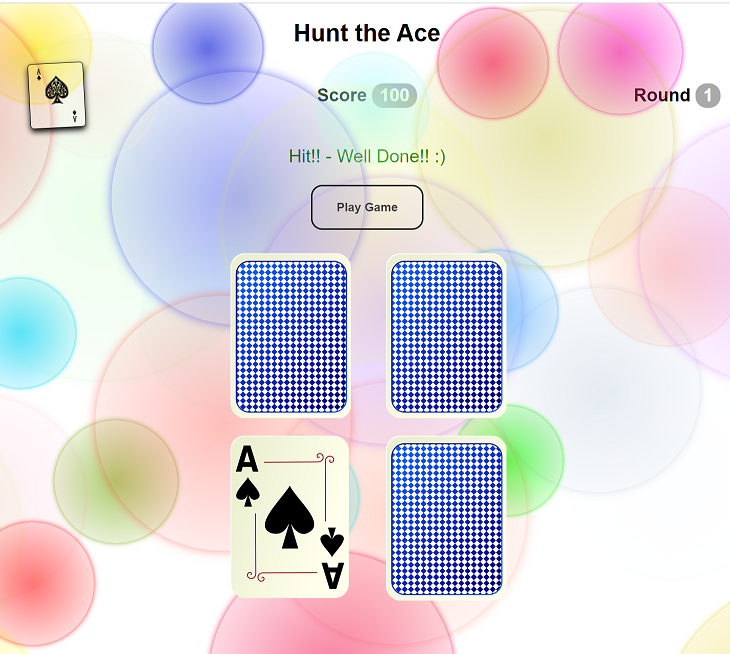 Hunt the Ace
A
A
Score 100
Round 1
Hit!! - Well Done!! :)
Play Game
A
A